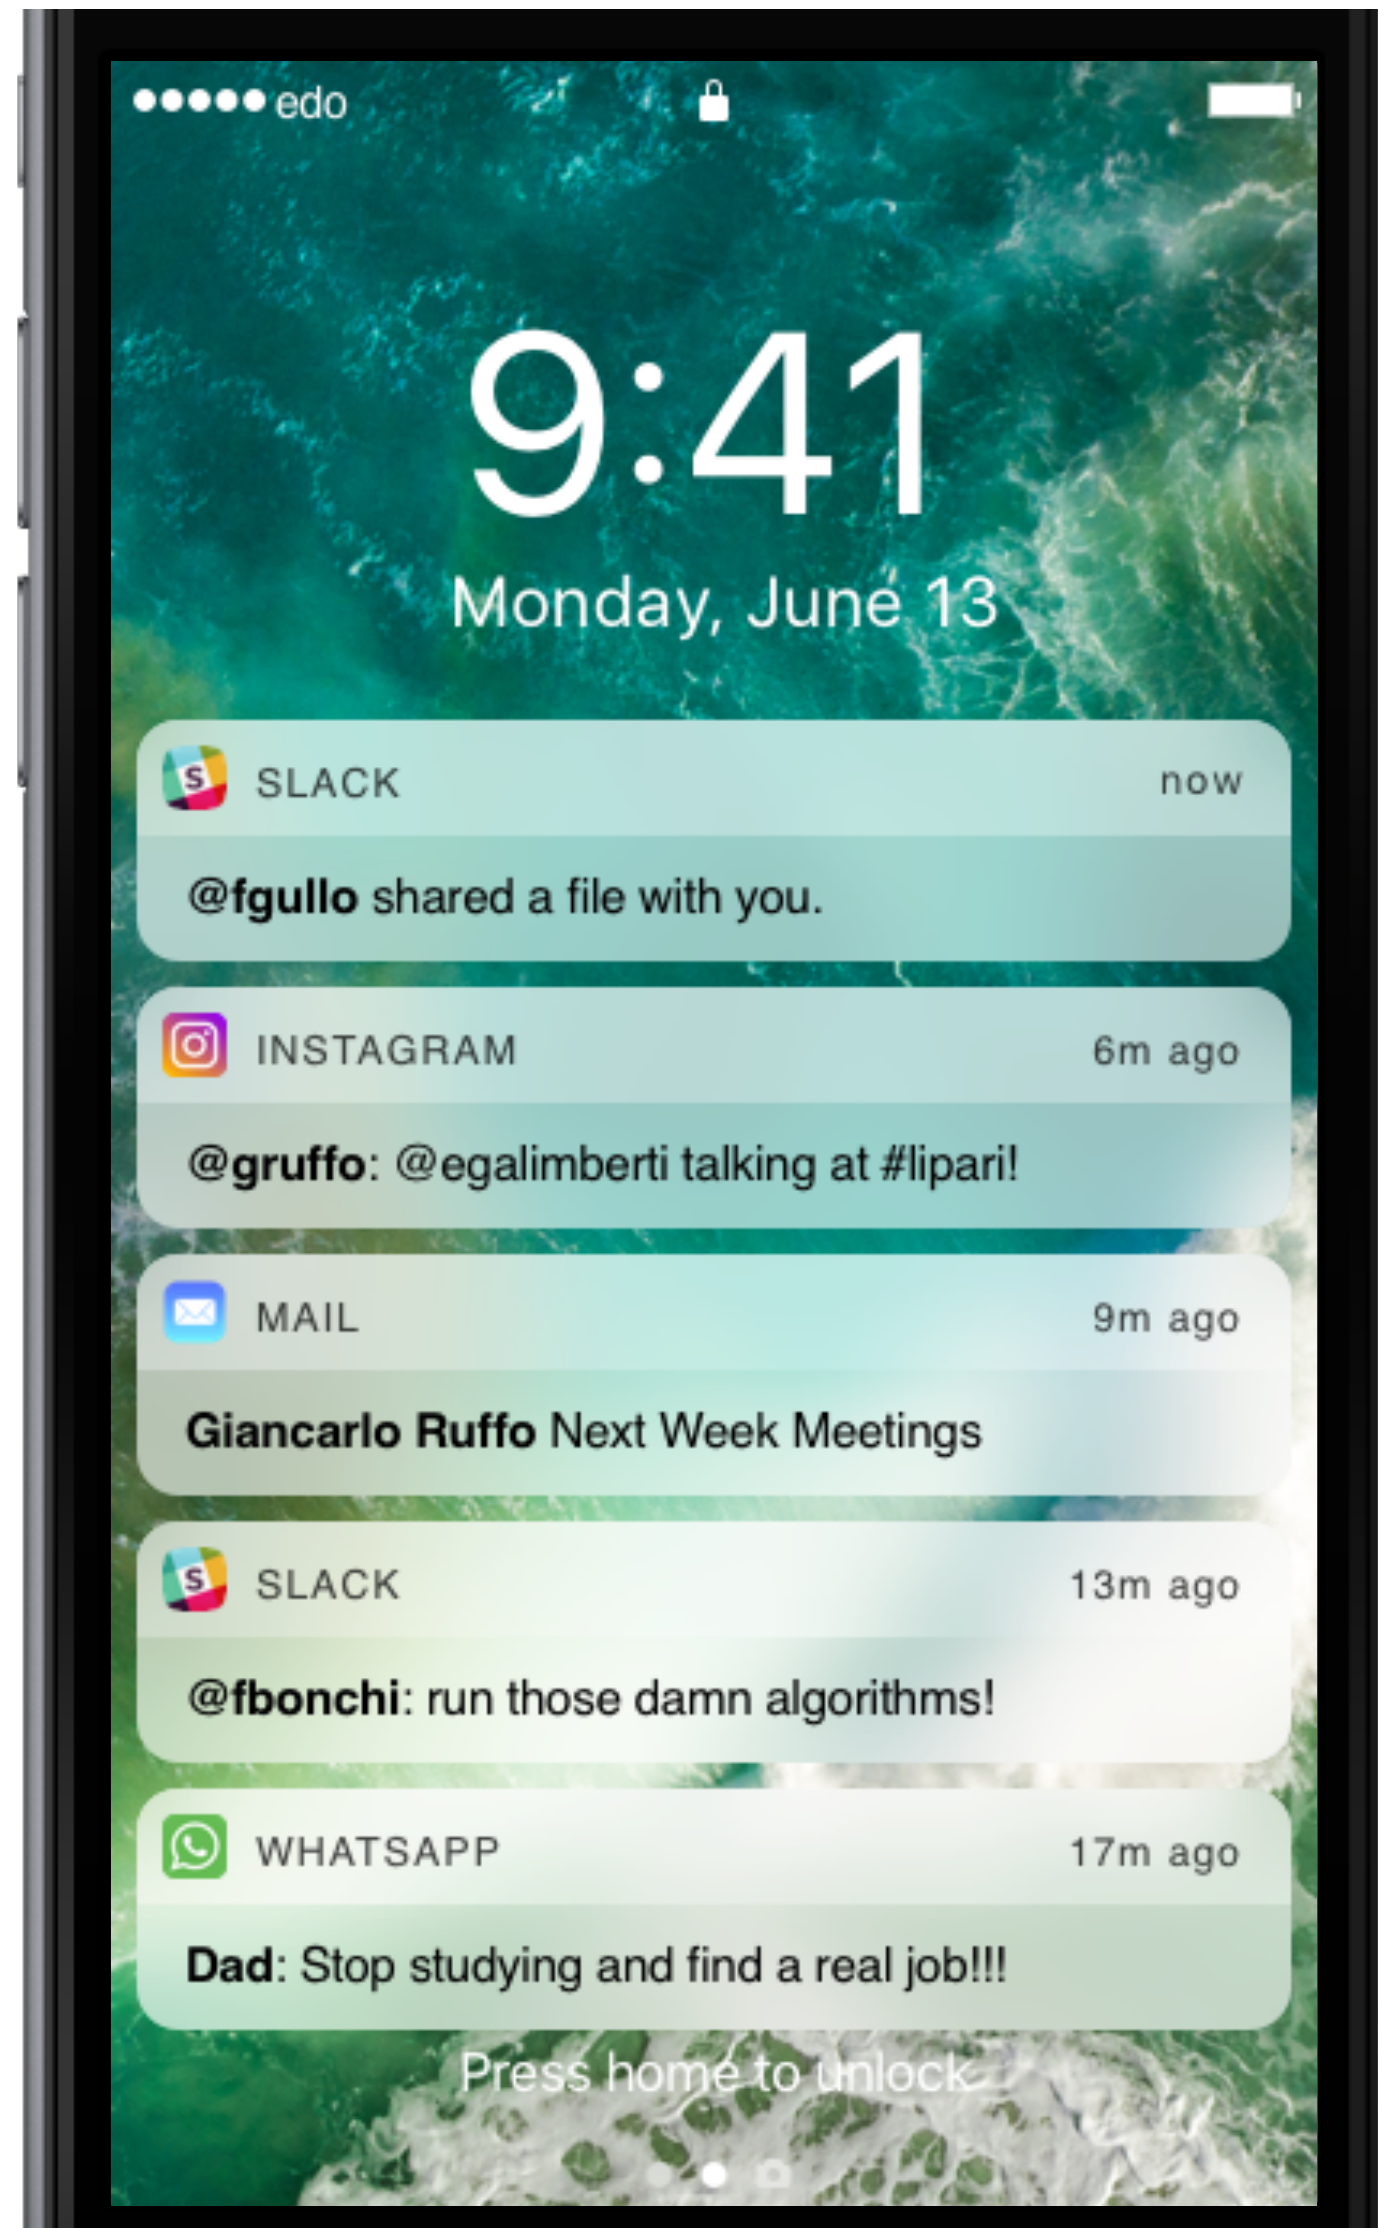 edo
9:41
Monday, June 13
SLACK now
@fgullo shared a file with you.
INSTAGRAM 6m ago
@gruffo: @egalimberti talking at #lipari!
MAIL 9m ago
Giancarlo Ruffo Next Week Meetings
SLACK 13m ago
@fbonchi: run those damn algorithms!
WHATSAPP 17m ago
Dad: Stop studying and find a real job!!!
Press home to unlock